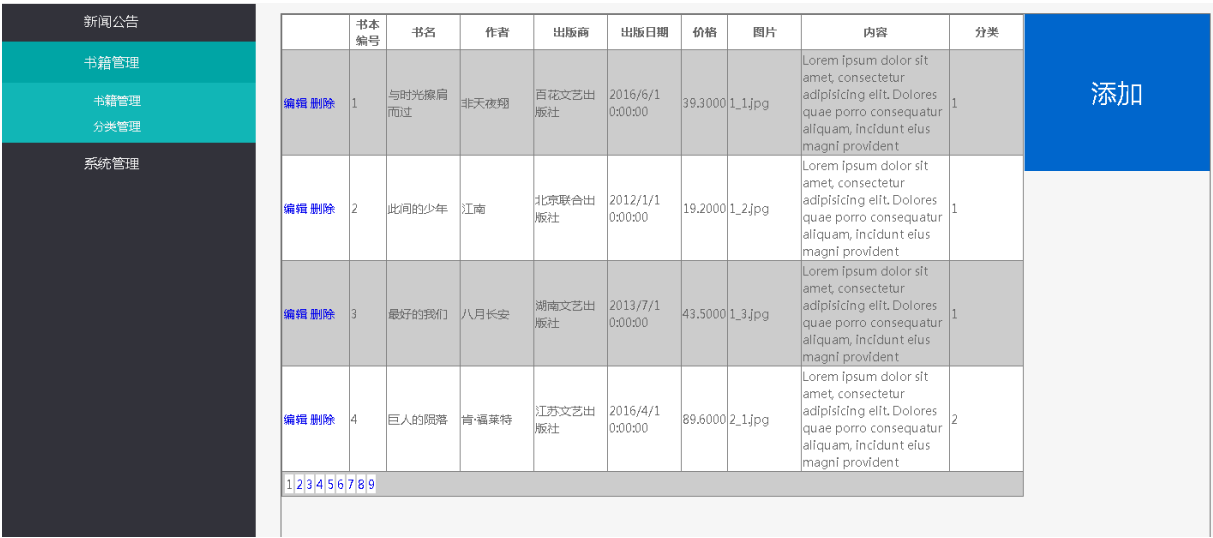 新闻公告
书籍管理
书籍管理
分类管理
系统管理
书本
编号
书名
作者
出版商
出版日期
价格
图片
内容
分类
编辑 删除
1
与时光擦肩
而过
非天夜翔
百花文艺出
版社
2016/6/1
0:00:00
39.3000
1_1.jpg
Lorem ipsum dolor sit
amet, consectetur
adipisicing elit. Dolores
quae porro consequatur
aliquam, incidunt eius
magni provident
1
编辑 删除
2
此间的少年
江南
北京联合出
版社
2012/1/1
0:00:00
19.2000
1_2.jpg
Lorem ipsum dolor sit
amet, consectetur
adipisicing elit. Dolores
quae porro consequatur
aliquam, incidunt eius
magni provident
1
编辑 删除
3
最好的我们
八月长安
湖南文艺出
版社
2013/7/1
0:00:00
43.5000
1_3.jpg
Lorem ipsum dolor sit
amet, consectetur
adipisicing elit. Dolores
quae porro consequatur
aliquam, incidunt eius
magni provident
1
编辑 删除
4
巨人的陨落
肯·福莱特
江苏文艺出
版社
2016/4/1
0:00:00
89.6000
2_1.jpg
Lorem ipsum dolor sit
amet, consectetur
adipisicing elit. Dolores
quae porro consequatur
aliquam, incidunt eius
magni provident
2
1 2 3 4 5 6 7 8 9
添加